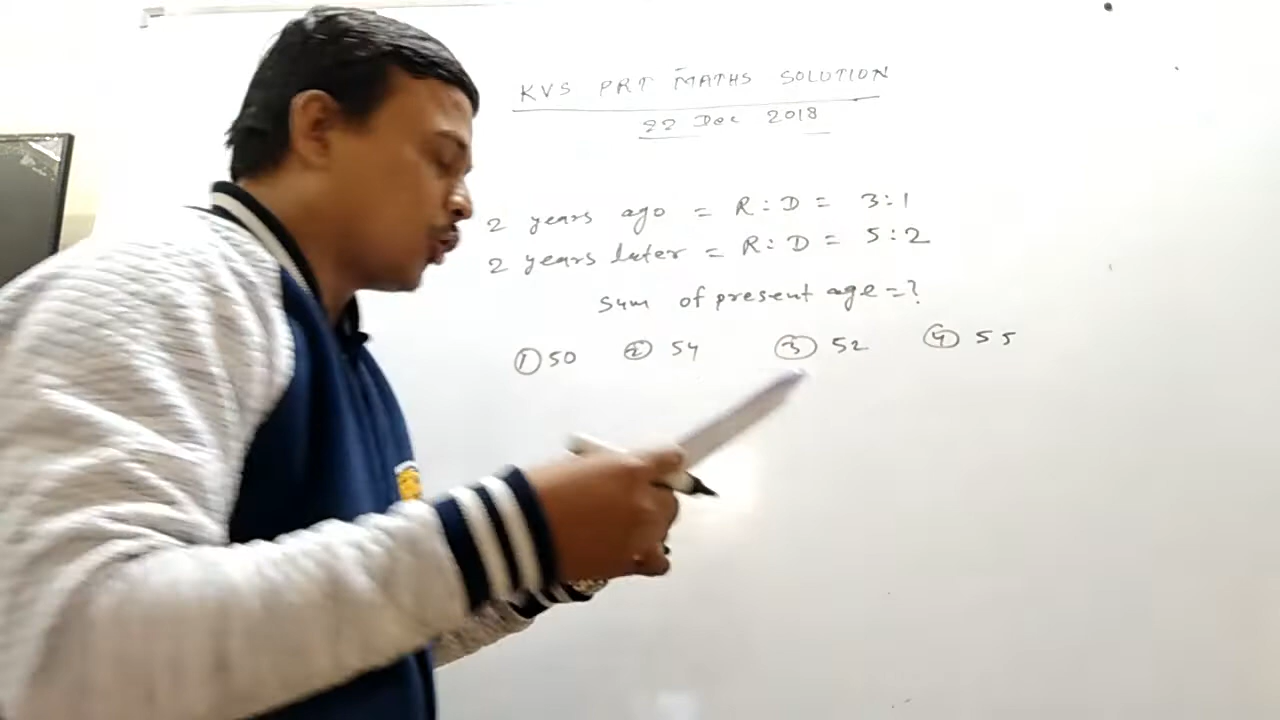 KVS PRT MATHS SOLUTION
22 Dec 2018
2 years ago = R:D = 3:1
2 years later = R:D = 5:2
Sum of present age=?
① 50 ② 54 ③ 52 ④ 55